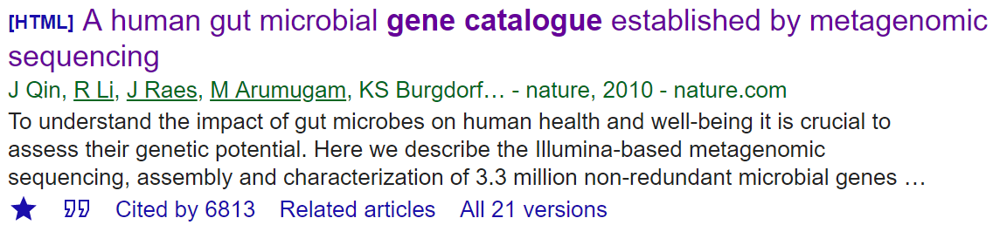 [HTML] A human gut microbial gene catalogue established by metagenomic
sequencing
J Qin, R Li, J Raes, M Arumugam, KS Burgdorf… - nature, 2010 - nature.com
To understand the impact of gut microbes on human health and well-being it is crucial to
assess their genetic potential. Here we describe the Illumina-based metagenomic
sequencing, assembly and characterization of 3.3 million non-redundant microbial genes …
Cited by 6813 Related articles All 21 versions